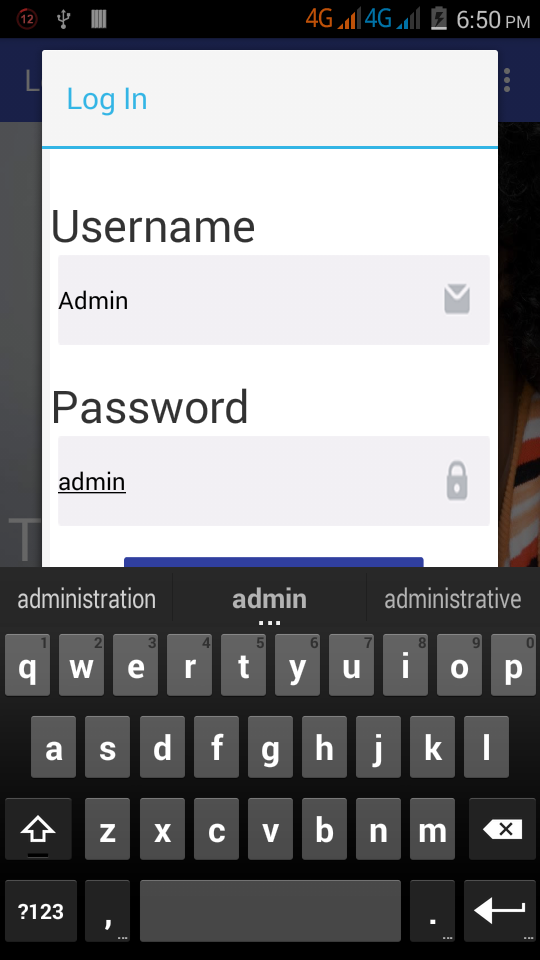 12 4G 4G 6:50 PM
L
Log In
Username
Admin
Password
admin
T
administration admin administrative
1 2 3 4 5 6 7 8 9 0
q w e r t y u i o p
a s d f g h j k l
z x c v b n m
?123 , .